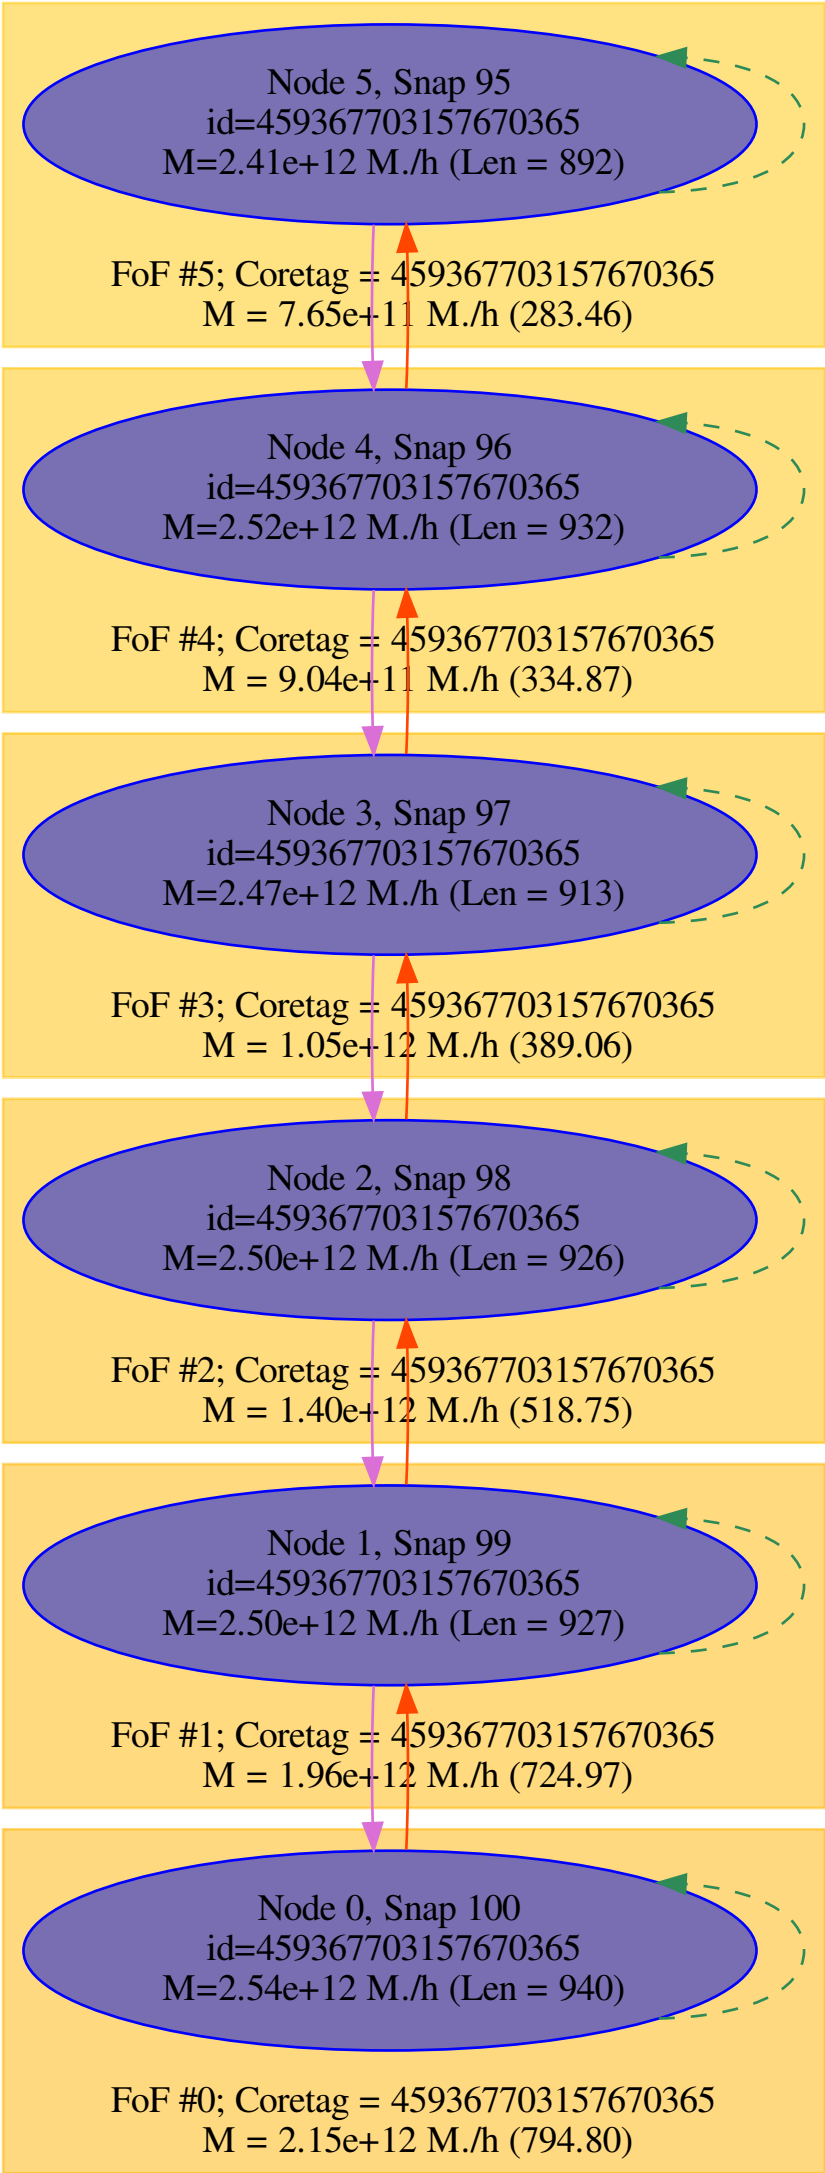 Node 5, Snap 95
id=459367703157670365
M=2.41e+12 M./h (Len = 892)
FoF #5; Coretag = 459367703157670365
M = 7.65e+11 M./h (283.46)
Node 4, Snap 96
id=459367703157670365
M=2.52e+12 M./h (Len = 932)
FoF #4; Coretag = 459367703157670365
M = 9.04e+11 M./h (334.87)
Node 3, Snap 97
id=459367703157670365
M=2.47e+12 M./h (Len = 913)
FoF #3; Coretag = 459367703157670365
M = 1.05e+12 M./h (389.06)
Node 2, Snap 98
id=459367703157670365
M=2.50e+12 M./h (Len = 926)
FoF #2; Coretag = 459367703157670365
M = 1.40e+12 M./h (518.75)
Node 1, Snap 99
id=459367703157670365
M=2.50e+12 M./h (Len = 927)
FoF #1; Coretag = 459367703157670365
M = 1.96e+12 M./h (724.97)
Node 0, Snap 100
id=459367703157670365
M=2.54e+12 M./h (Len = 940)
FoF #0; Coretag = 459367703157670365
M = 2.15e+12 M./h (794.80)